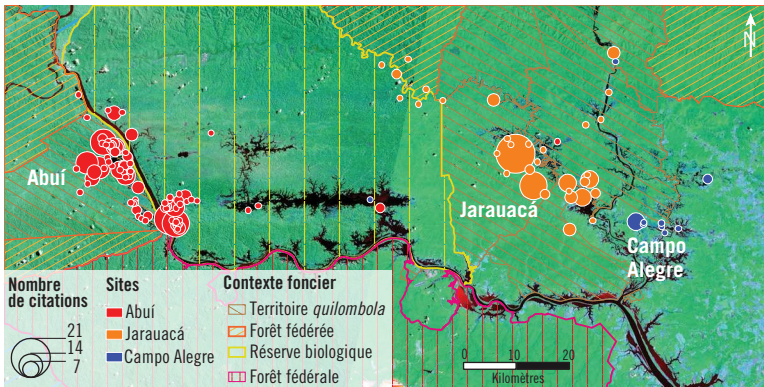 N
Abuí
Jarauacá
Campo
Alegre
Nombre
de citations
21
14
7
Sites
Abuí
Jarauacá
Campo Alegre
Contexte foncier
Territoire quilombola
Forêt fédérée
Réserve biologique
Forêt fédérale
0 10 20
Kilomètres